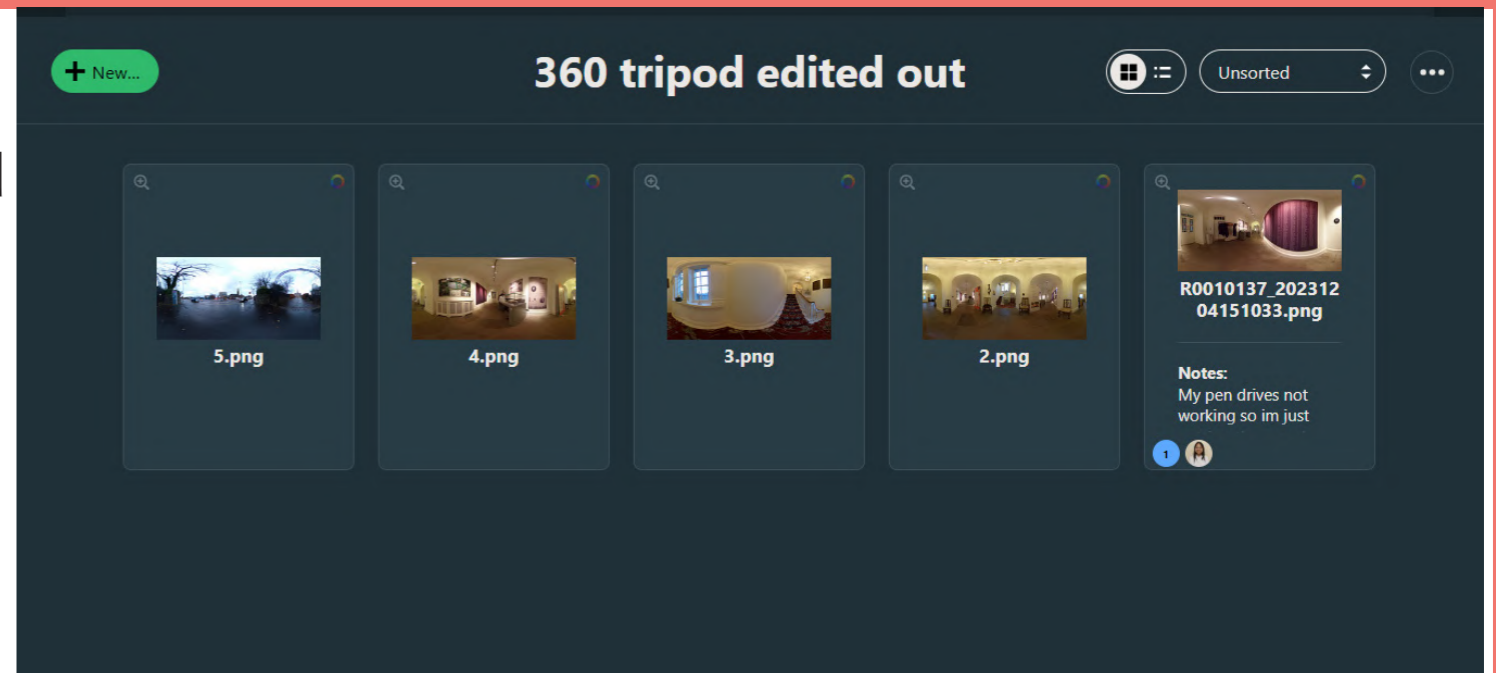 New...
360 tripod edited out
Unsorted
5.png
4.png
3.png
2.png
R0010137_202312
04151033.png
Notes:
My pen drives not
working so im just
1